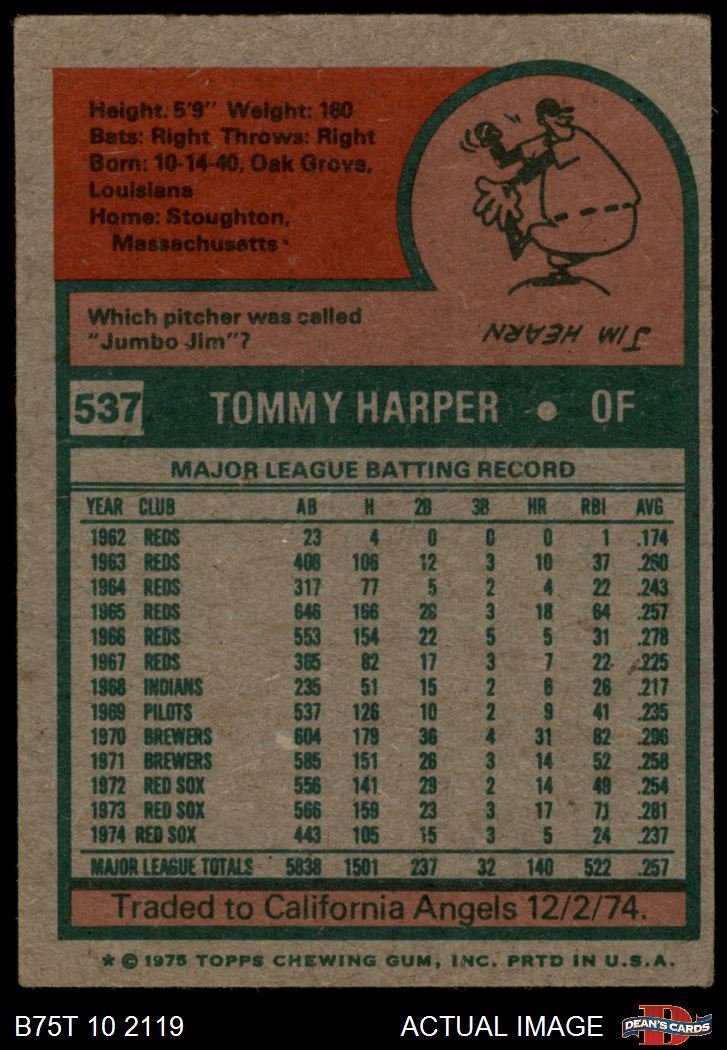 Height: 5'9" Weight: 160
Bats: Right Throws: Right
Born: 10-14-40, Oak Grove,
Louisiana
Home: Stoughton,
Massachusetts
Which pitcher was called
"Jumbo Jim"?
JIM HEARN
537 TOMMY HARPER • OF
MAJOR LEAGUE BATTING RECORD
YEAR CLUB AB H 2B 3B HR RBI AVG
1962 REDS 23 4 0 0 0 1 .174
1963 REDS 408 106 12 3 10 37 .260
1964 REDS 317 77 5 2 4 22 .243
1965 REDS 646 166 28 3 18 64 .257
1966 REDS 553 154 22 5 5 31 .278
1967 REDS 365 82 17 3 7 22 .225
1968 INDIANS 235 51 15 2 6 26 .217
1969 PILOTS 537 126 10 2 9 41 .235
1970 BREWERS 604 179 36 4 31 82 .296
1971 BREWERS 585 151 26 3 14 52 .258
1972 RED SOX 556 141 29 2 14 49 .254
1973 RED SOX 566 159 23 3 17 71 .281
1974 RED SOX 443 105 15 3 5 24 .237
MAJOR LEAGUE TOTALS 5838 1501 237 32 140 522 .257
Traded to California Angels 12/2/74.
* © 1975 TOPPS CHEWING GUM, INC. PRTD IN U.S.A.
B75T 10 2119 ACTUAL IMAGE D DEAN'S CARDS